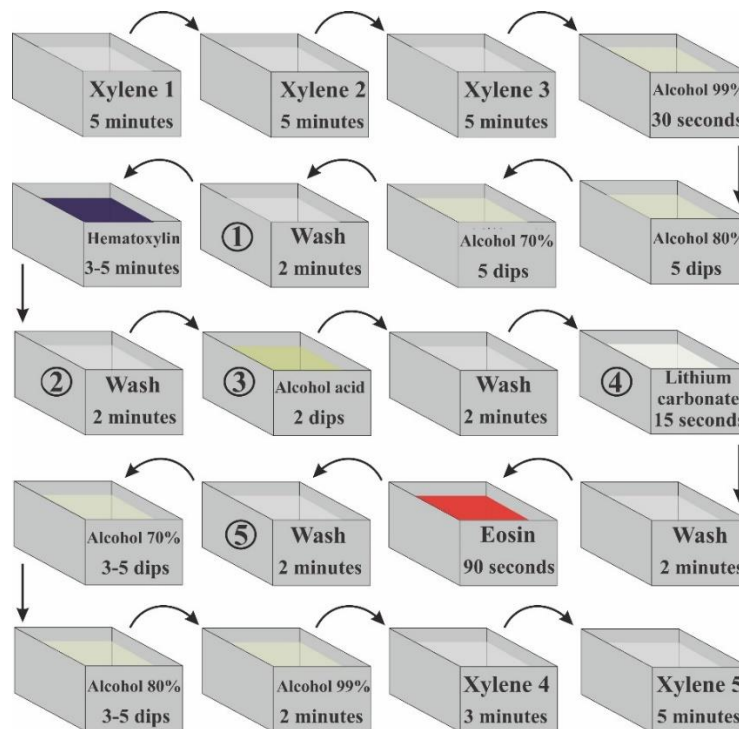 Xylene 1
5 minutes
Xylene 2
5 minutes
Xylene 3
5 minutes
Alcohol 99%
30 seconds
Hematoxylin
3-5 minutes
1
Wash
2 minutes
Alcohol 70%
5 dips
Alcohol 80%
5 dips
2
Wash
2 minutes
3
Alcohol acid
2 dips
Wash
2 minutes
4
Lithium
carbonate
15 seconds
Alcohol 70%
3-5 dips
5
Wash
2 minutes
Eosin
90 seconds
Wash
2 minutes
Alcohol 80%
3-5 dips
Alcohol 99%
2 minutes
Xylene 4
3 minutes
Xylene 5
5 minutes